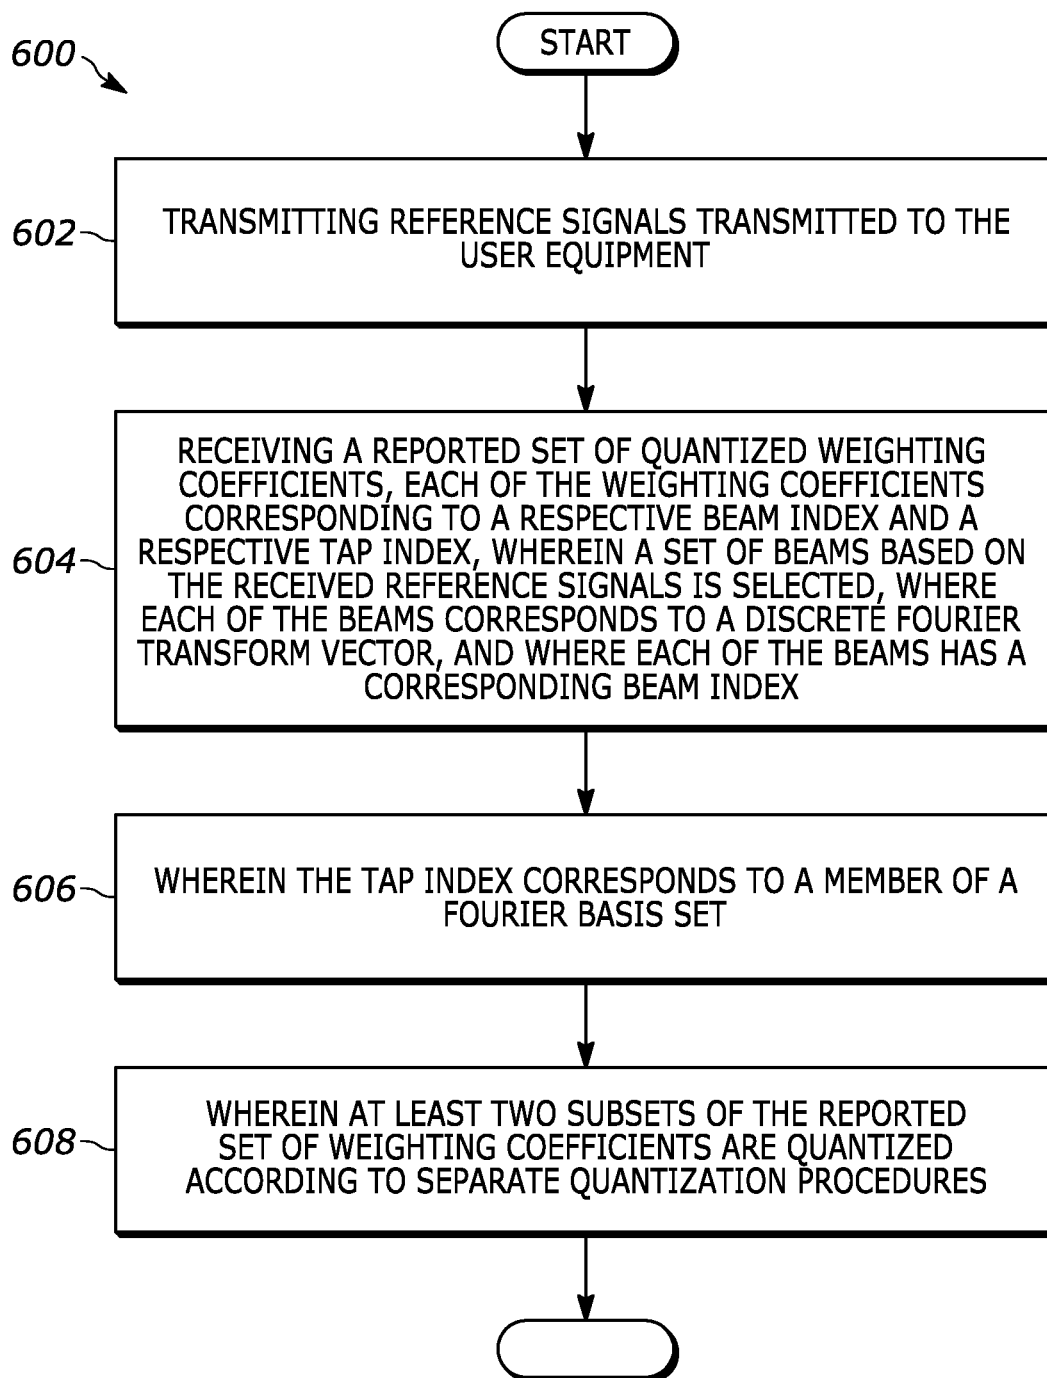 600
START
602
TRANSMITTING REFERENCE SIGNALS TRANSMITTED TO THE
USER EQUIPMENT
604
RECEIVING A REPORTED SET OF QUANTIZED WEIGHTING
COEFFICIENTS, EACH OF THE WEIGHTING COEFFICIENTS
CORRESPONDING TO A RESPECTIVE BEAM INDEX AND A
RESPECTIVE TAP INDEX, WHEREIN A SET OF BEAMS BASED ON
THE RECEIVED REFERENCE SIGNALS IS SELECTED, WHERE
EACH OF THE BEAMS CORRESPONDS TO A DISCRETE FOURIER
TRANSFORM VECTOR, AND WHERE EACH OF THE BEAMS HAS A
CORRESPONDING BEAM INDEX
606
WHEREIN THE TAP INDEX CORRESPONDS TO A MEMBER OF A
FOURIER BASIS SET
608
WHEREIN AT LEAST TWO SUBSETS OF THE REPORTED
SET OF WEIGHTING COEFFICIENTS ARE QUANTIZED
ACCORDING TO SEPARATE QUANTIZATION PROCEDURES